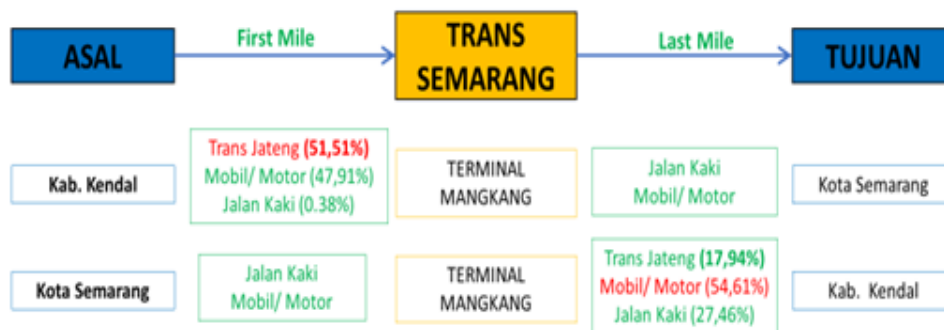 ASAL
First Mile
TRANS
SEMARANG
Last Mile
TUJUAN
Kab. Kendal
Trans Jateng (51,51%)
Mobil/ Motor (47,91%)
Jalan Kaki (0.38%)
TERMINAL
MANGKANG
Jalan Kaki
Mobil/ Motor
Kota Semarang
Kota Semarang
Jalan Kaki
Mobil/ Motor
TERMINAL
MANGKANG
Trans Jateng (17,94%)
Mobil/ Motor (54,61%)
Jalan Kaki (27,46%)
Kab. Kendal